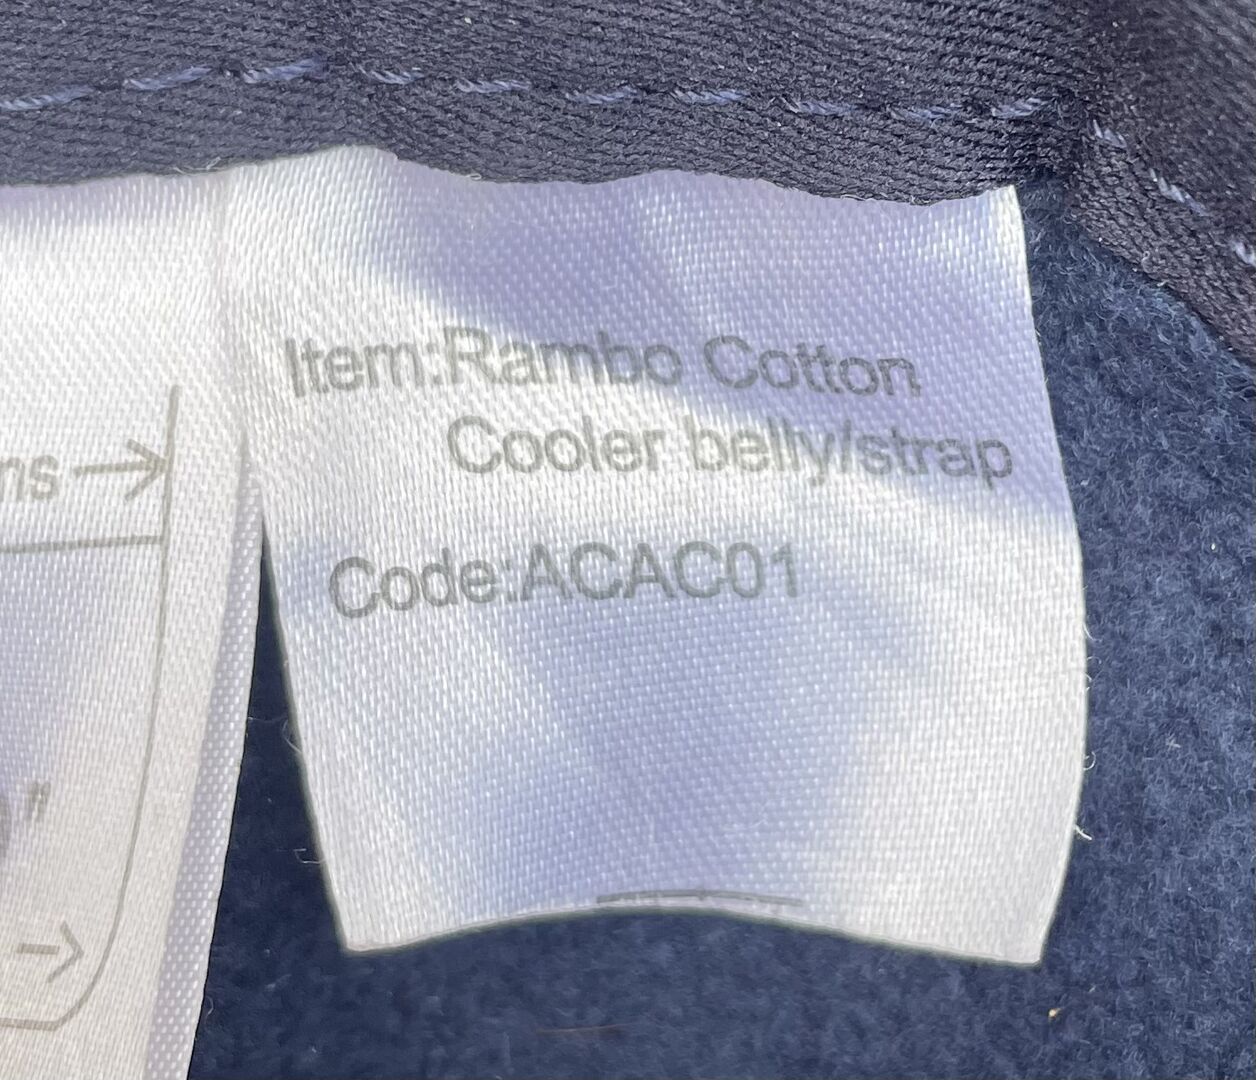 Item:Rambo Cotton
Cooler belly/strap
Code:ACAC01